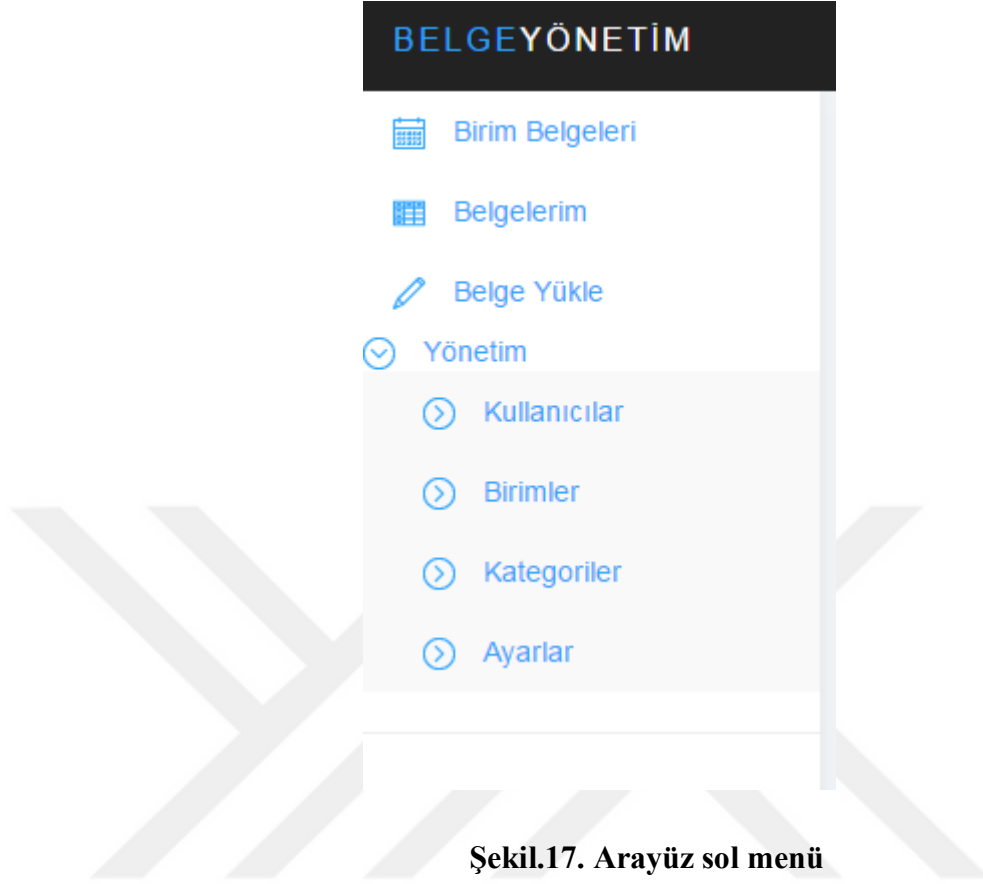 BELGEYÖNETİM
Birim Belgeleri
Belgelerim
Belge Yükle
Yönetim
Kullanıcılar
Birimler
Kategoriler
Ayarlar
Şekil.17. Arayüz sol menü